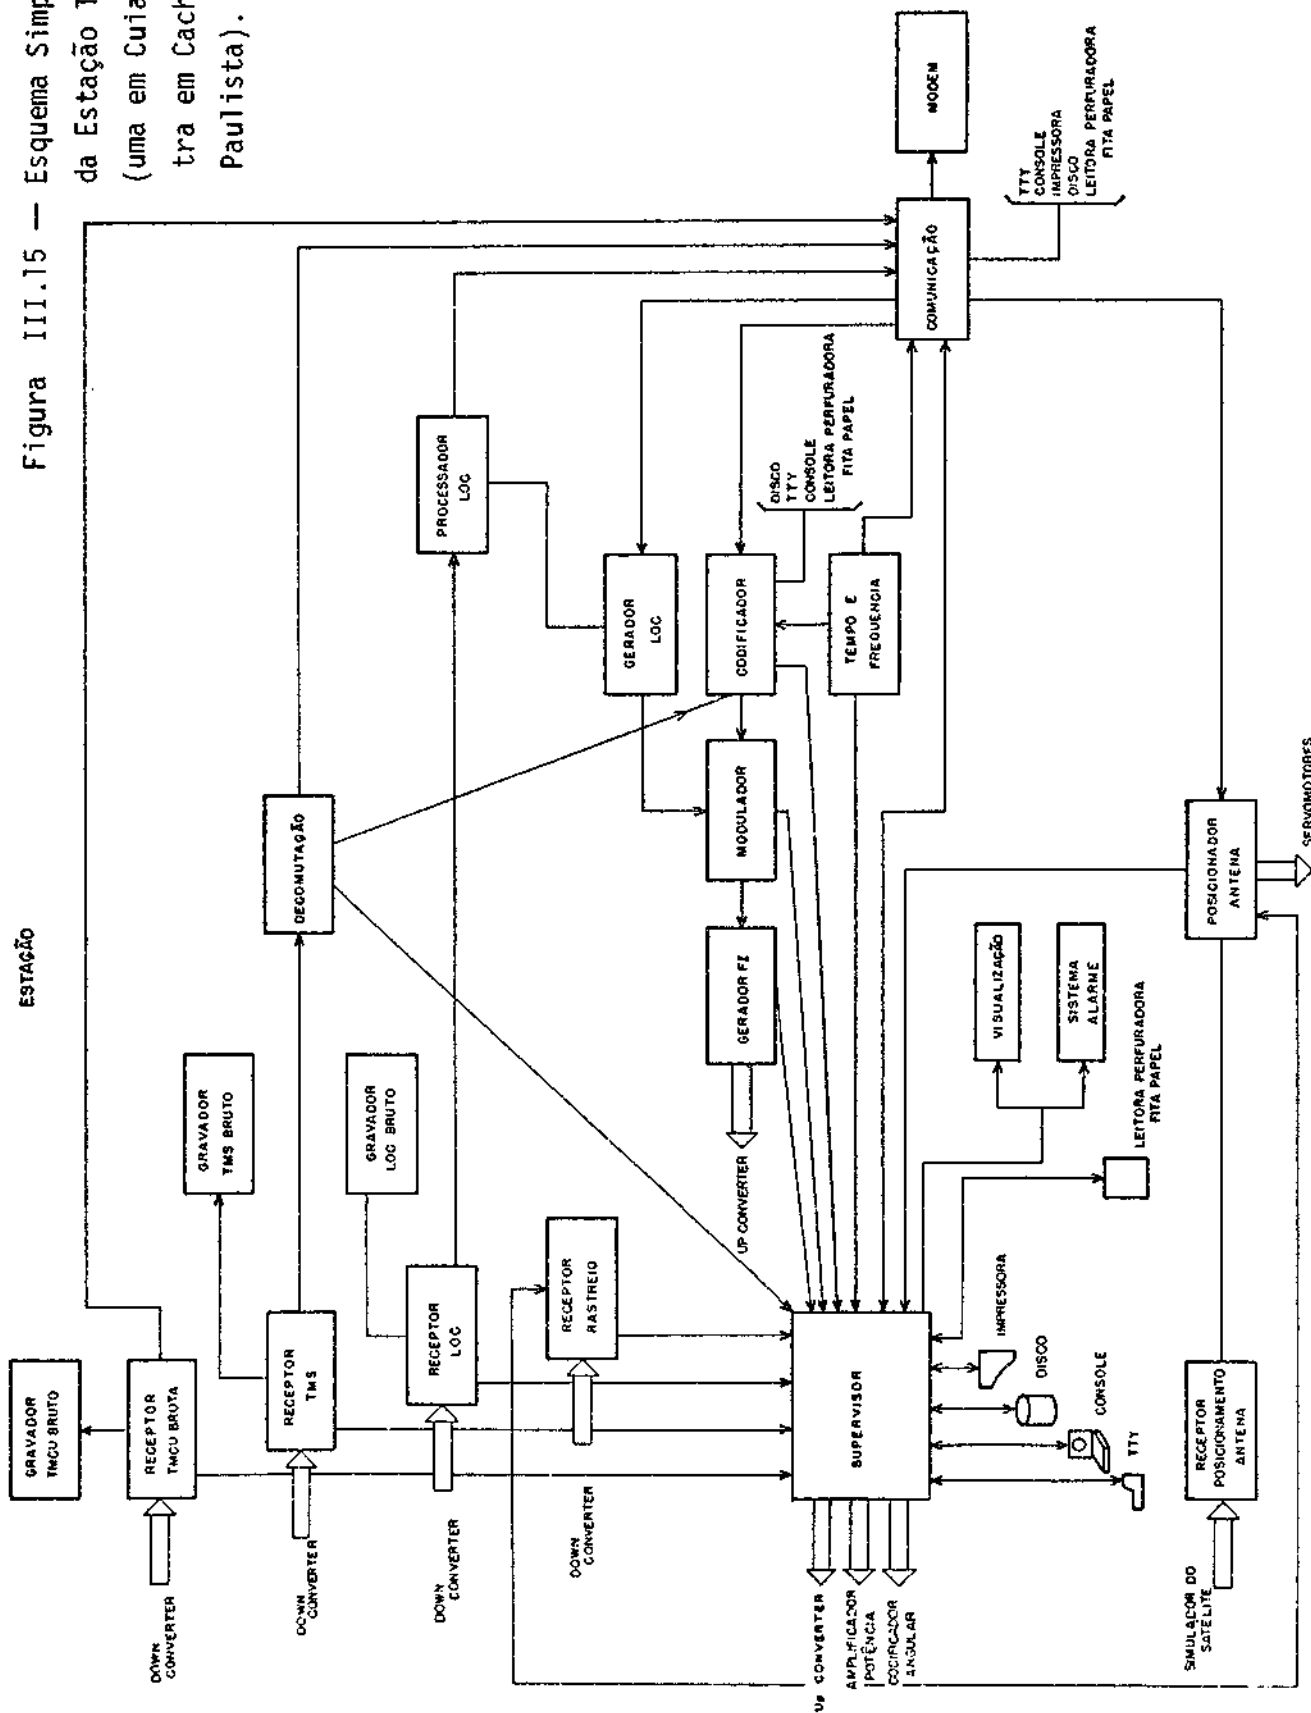 Figura III.15 — Esquema Simp
da Estação T
(uma em Cuia
tra em Cach
Paulista).
ESTAÇÃO
GRAVADOR
TMCU BRUTO
RECEPTOR
TMCU BRUTA
DOWN
CONVERTER
GRAVADOR
TMS BRUTO
RECEPTOR
TMS
DOWN
CONVERTER
DECOMUTAÇÃO
GRAVADOR
LOC BRUTO
RECEPTOR
LOC
DOWN
CONVERTER
PROCESSADOR
LOC
RECEPTOR
RASTREIO
DOWN
CONVERTER
GERADOR
LOC
CODIFICADOR
DISCO
TTY
CONSOLE
LEITORA PERFURADORA
FITA PAPEL
MODULADOR
GERADOR FI
UP CONVERTER
TEMPO E
FREQUENCIA
COMUNICAÇÃO
MODEM
TTY
CONSOLE
IMPRESSORA
DISCO
LEITORA PERFURADORA
FITA PAPEL
SUPERVISOR
UP CONVERTER
AMPLIFICADOR
POTÊNCIA
CODIFICADOR
ANGULAR
IMPRESSORA
DISCO
CONSOLE
TTY
VISUALIZAÇÃO
SISTEMA
ALARME
LEITORA PERFURADORA
FITA PAPEL
SIMULADOR DO
SATÉLITE
RECEPTOR
POSICIONAMENTO
ANTENA
POSICIONADOR
ANTENA
SERVOMOTORES